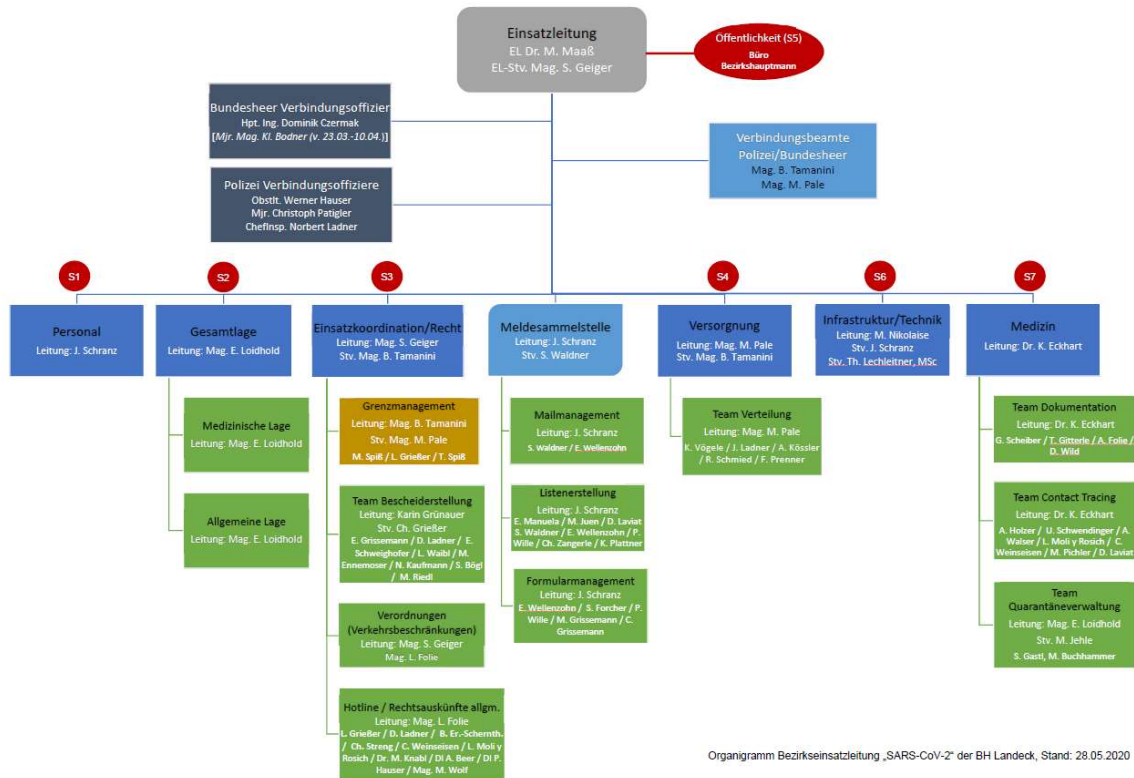 Einsatzleitung
EL Dr. M. Maaß
EL-Stv. Mag. S. Geiger
Öffentlichkeit (S5)
Büro
Bezirkshauptmann
Bundesheer Verbindungsoffizier
Hpt. Ing. Dominik Czermak
[Mjr. Mag. Kl. Bodner (v. 23.03.-10.04.)]
Verbindungsbeamte
Polizei/Bundesheer
Mag. B. Tamanini
Mag. M. Pale
Polizei Verbindungsoffiziere
Obstlt. Werner Hauser
Mjr. Christoph Patigler
ChefInsp. Norbert Ladner
S1
Personal
Leitung: J. Schranz
S2
Gesamtlage
Leitung: Mag. E. Loidhold
Medizinische Lage
Leitung: Mag. E. Loidhold
Allgemeine Lage
Leitung: Mag. E. Loidhold
S3
Einsatzkoordination/Recht
Leitung: Mag. S. Geiger
Stv. Mag. B. Tamanini
Grenzmanagement
Leitung: Mag. B. Tamanini
Stv. Mag. M. Pale
M. Spiß / L. Grießer / T. Spiß
Team Bescheiderstellung
Leitung: Karin Grünauer
Stv. Ch. Grießer
E. Grissemann / D. Ladner / E.
Schweighofer / L. Waibl / M.
Ennemoser / N. Kaufmann / S. Bögl
/ M. Riedl
Verordnungen
(Verkehrsbeschränkungen)
Leitung: Mag. S. Geiger
Mag. L. Folie
Hotline / Rechtsauskünfte allgm.
Leitung: Mag. L. Folie
L. Grießer / D. Ladner / B. Er.-Schernth.
/ Ch. Streng / C. Weinseisen / L. Moli y
Rosich / Dr. M. Knabl / DI A. Beer / DI P.
Hauser / Mag. M. Wolf
Meldesammelstelle
Leitung: J. Schranz
Stv. S. Waldner
Mailmanagement
Leitung: J. Schranz
S. Waldner / E. Wellenzohn
Listenerstellung
Leitung: J. Schranz
E. Manuela / M. Juen / D. Laviat
S. Waldner / E. Wellenzohn / P.
Wille / Ch. Zangerle / K. Plattner
Formularmanagement
Leitung: J. Schranz
E. Wellenzohn / S. Forcher / P.
Wille / M. Grissemann / C.
Grissemann
S4
Versorgnung
Leitung: Mag. M. Pale
Stv. Mag. B. Tamanini
Team Verteilung
Leitung: Mag. M. Pale
K. Vögele / J. Ladner / A. Kössler
/ R. Schmied / F. Prenner
S6
Infrastruktur/Technik
Leitung: M. Nikolaise
Stv. J. Schranz
Stv. Th. Lechleitner, MSc
S7
Medizin
Leitung: Dr. K. Eckhart
Team Dokumentation
Leitung: Dr. K. Eckhart
G. Scheiber / T. Gitterle / A. Folie /
D. Wild
Team Contact Tracing
Leitung: Dr. K. Eckhart
A. Holzer / U. Schwendinger / A.
Walser / L. Moli y Rosich / C.
Weinseisen / M. Pichler / D. Laviat
Team
Quarantäneverwaltung
Leitung: Mag. E. Loidhold
Stv. M. Jehle
S. Gastl, M. Buchhammer
Organigramm Bezirkseinsatzleitung „SARS-CoV-2" der BH Landeck, Stand: 28.05.2020